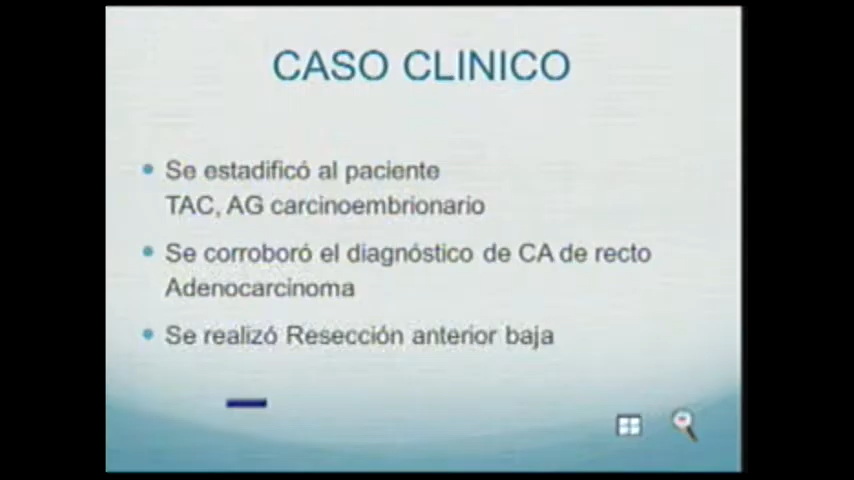 CASO CLINICO
Se estadificó al paciente
TAC, AG carcinoembrionario
Se corroboró el diagnóstico de CA de recto
Adenocarcinoma
Se realizó Resección anterior baja